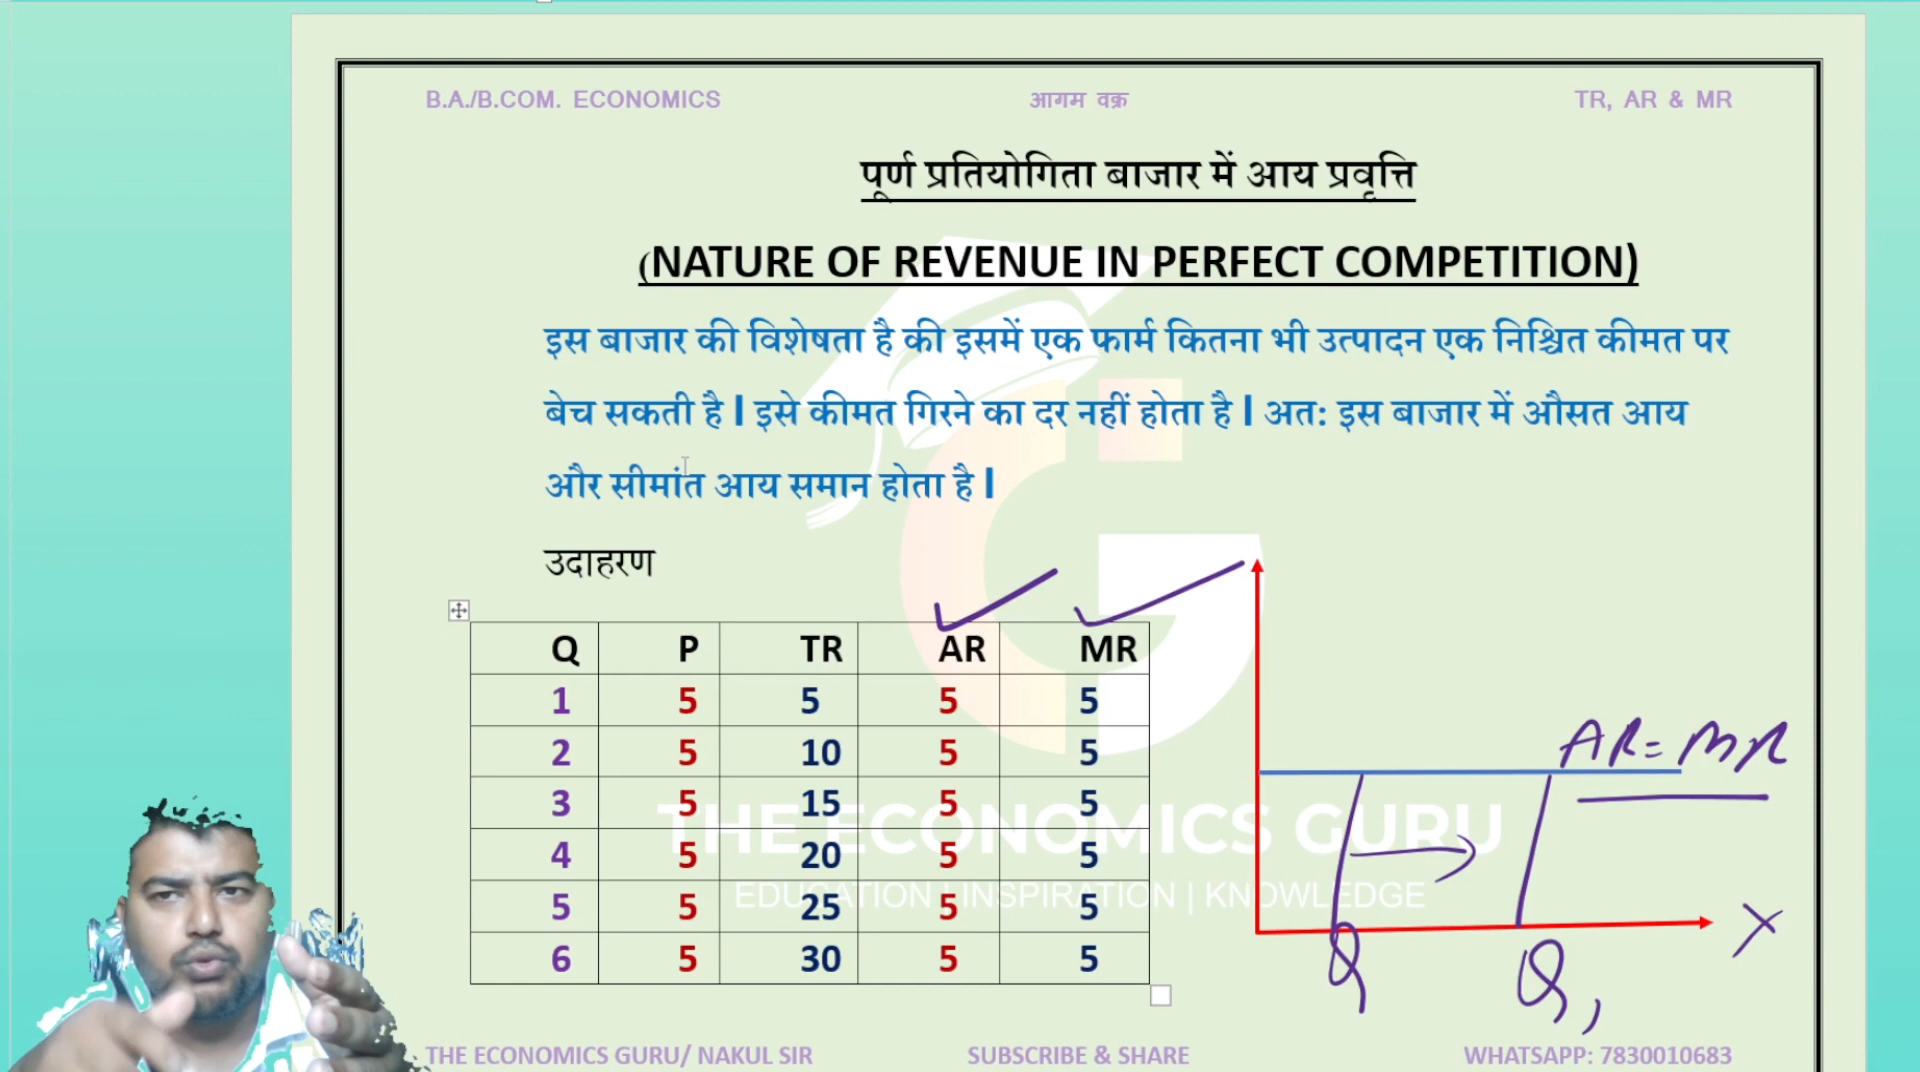 B.A./B.COM. ECONOMICS आगम वक्र TR, AR & MR
पूर्ण प्रतियोगिता बाजार में आय प्रवृत्ति
(NATURE OF REVENUE IN PERFECT COMPETITION)
इस बाजार की विशेषता है की इसमें एक फार्म कितना भी उत्पादन एक निश्चित कीमत पर
बेच सकती है l इसे कीमत गिरने का दर नहीं होता है l अत: इस बाजार में औसत आय
और सीमांत आय समान होता है l
उदाहरण
Q P TR AR MR
1 5 5 5 5
2 5 10 5 5
3 5 15 5 5
4 5 20 5 5
5 5 25 5 5
6 5 30 5 5
AR = MR
X
Q Q,
THE ECONOMICS GURU
EDUCATION | INSPIRATION | KNOWLEDGE
THE ECONOMICS GURU/ NAKUL SIR SUBSCRIBE & SHARE WHATSAPP: 7830010683